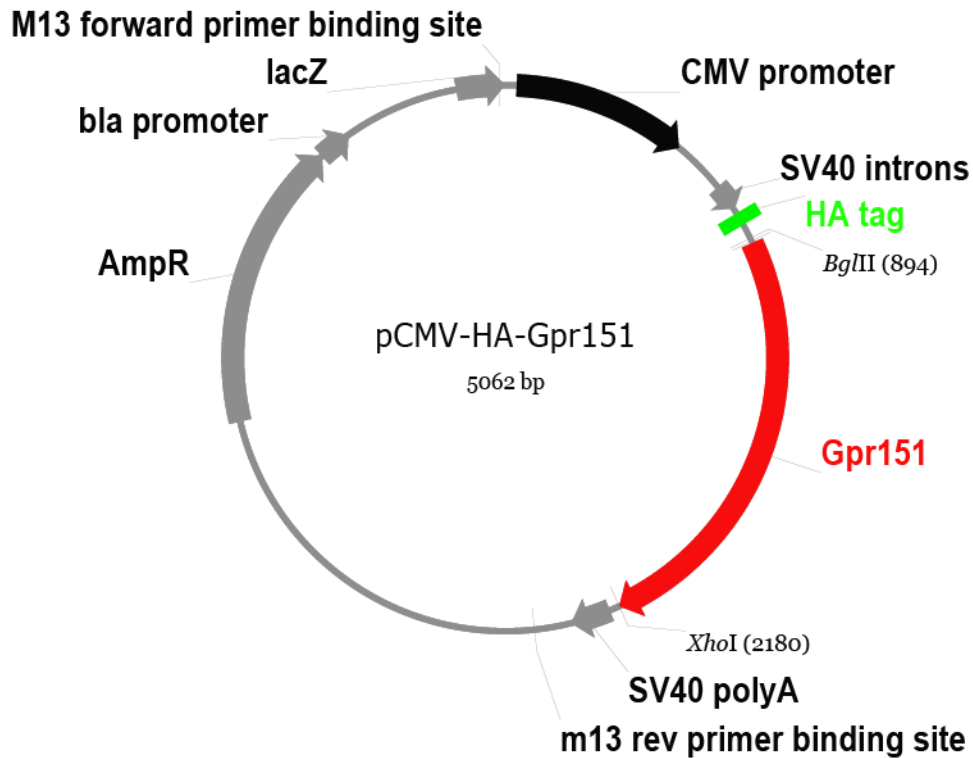 M13 forward primer binding site
lacZ
CMV promoter
bla promoter
SV40 introns
HA tag
AmpR
BglII (894)
pCMV-HA-Gpr151
5062 bp
Gpr151
XhoI (2180)
SV40 polyA
m13 rev primer binding site